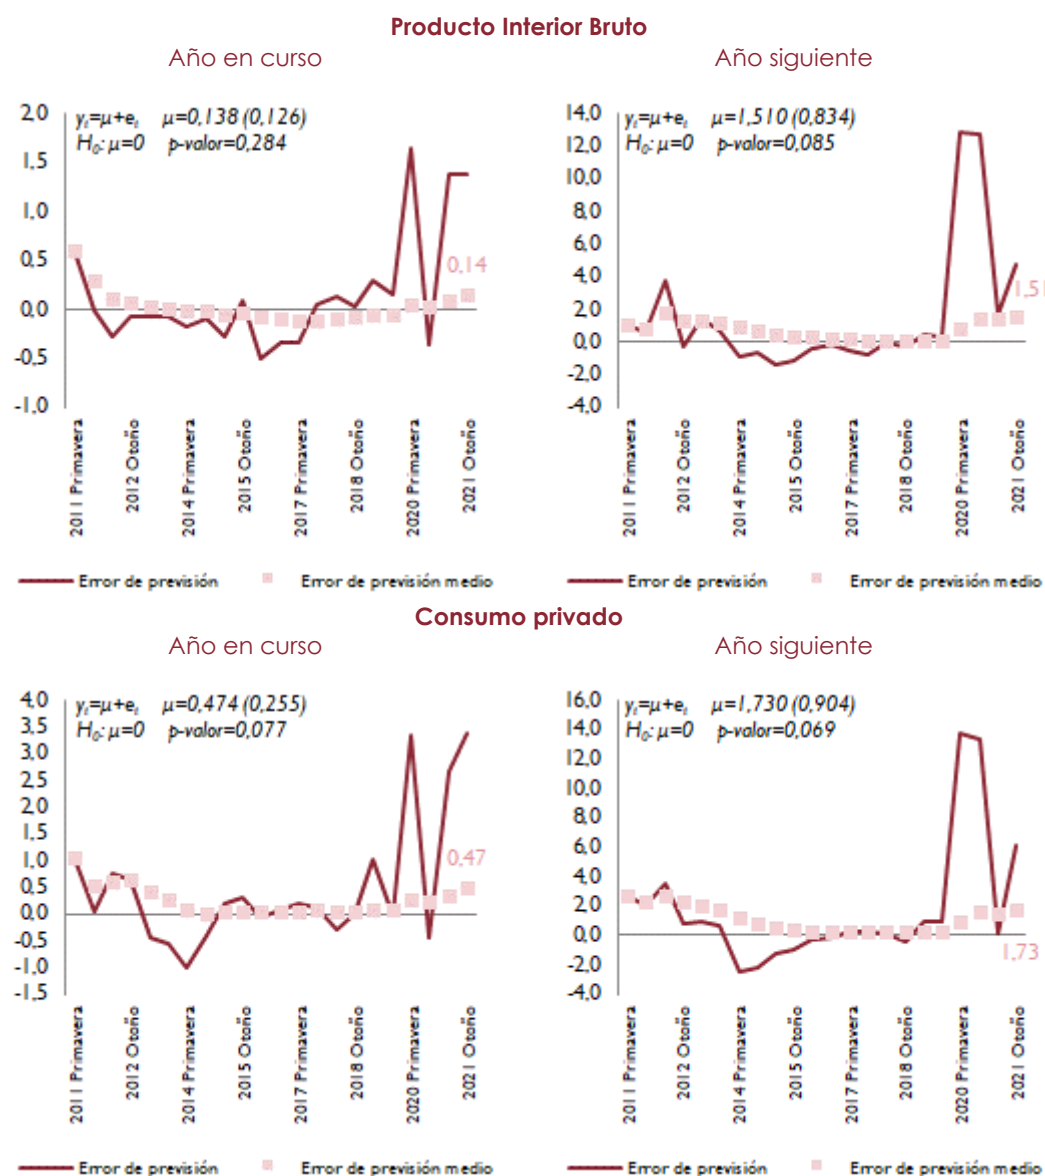 Producto Interior Bruto
Año en curso
yₜ=μ+eₜ μ=0,138 (0,126)
H₀: μ=0 p-valor=0,284
2,0
1,5
1,0
0,5
0,0
-0,5
-1,0
0,14
2011 Primavera
2012 Otoño
2014 Primavera
2015 Otoño
2017 Primavera
2018 Otoño
2020 Primavera
2021 Otoño
Error de previsión Error de previsión medio
Año siguiente
yₜ=μ+eₜ μ=1,510 (0,834)
H₀: μ=0 p-valor=0,085
14,0
12,0
10,0
8,0
6,0
4,0
2,0
0,0
-2,0
-4,0
1,51
2011 Primavera
2012 Otoño
2014 Primavera
2015 Otoño
2017 Primavera
2018 Otoño
2020 Primavera
2021 Otoño
Error de previsión Error de previsión medio
Consumo privado
Año en curso
yₜ=μ+eₜ μ=0,474 (0,255)
H₀: μ=0 p-valor=0,077
4,0
3,5
3,0
2,5
2,0
1,5
1,0
0,5
0,0
-0,5
-1,0
-1,5
0,47
2011 Primavera
2012 Otoño
2014 Primavera
2015 Otoño
2017 Primavera
2018 Otoño
2020 Primavera
2021 Otoño
Error de previsión Error de previsión medio
Año siguiente
yₜ=μ+eₜ μ=1,730 (0,904)
H₀: μ=0 p-valor=0,069
16,0
14,0
12,0
10,0
8,0
6,0
4,0
2,0
0,0
-2,0
-4,0
1,73
2011 Primavera
2012 Otoño
2014 Primavera
2015 Otoño
2017 Primavera
2018 Otoño
2020 Primavera
2021 Otoño
Error de previsión Error de previsión medio